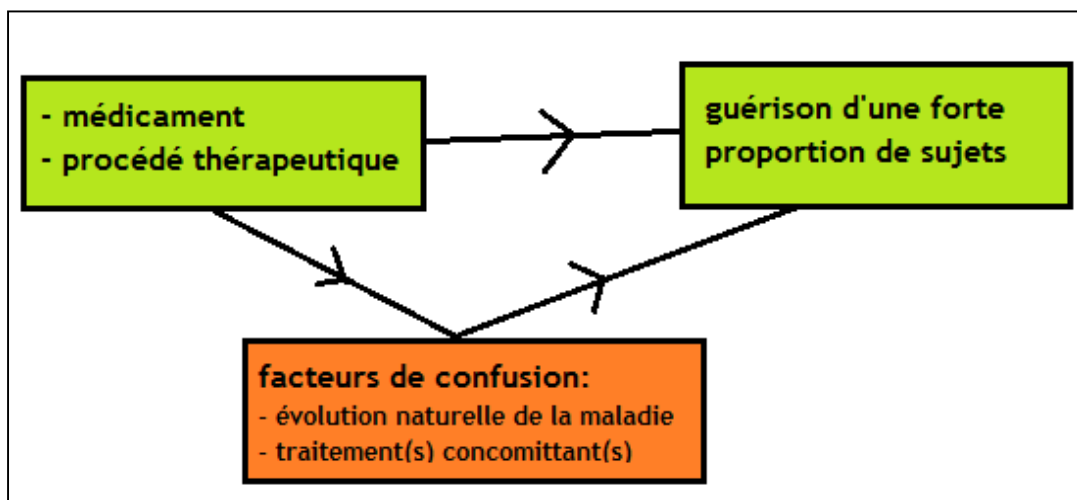 - médicament
- procédé thérapeutique
guérison d'une forte
proportion de sujets
facteurs de confusion:
- évolution naturelle de la maladie
- traitement(s) concomittant(s)